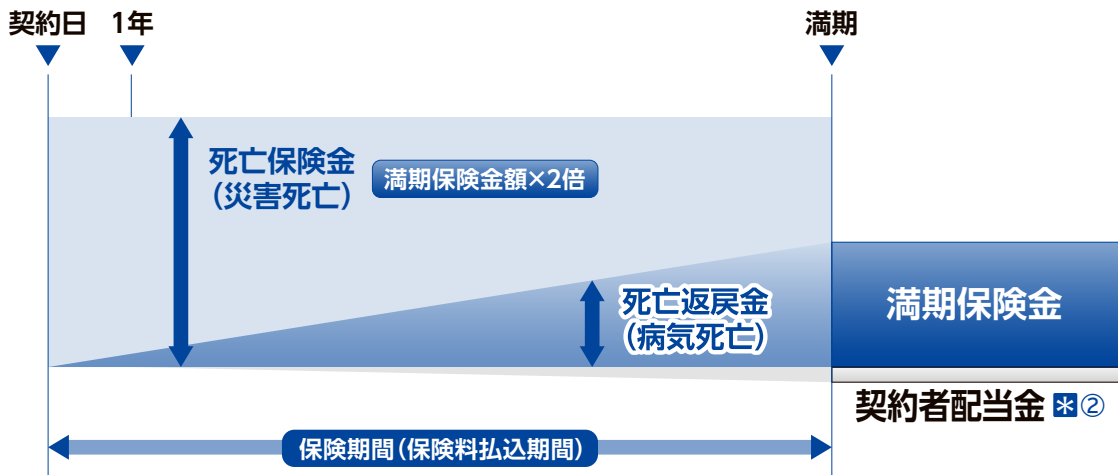 契約日 1年 満期
死亡保険金
(災害死亡)
満期保険金額×2倍
死亡返戻金
(病気死亡)
満期保険金
契約者配当金 *②
保険期間(保険料払込期間)